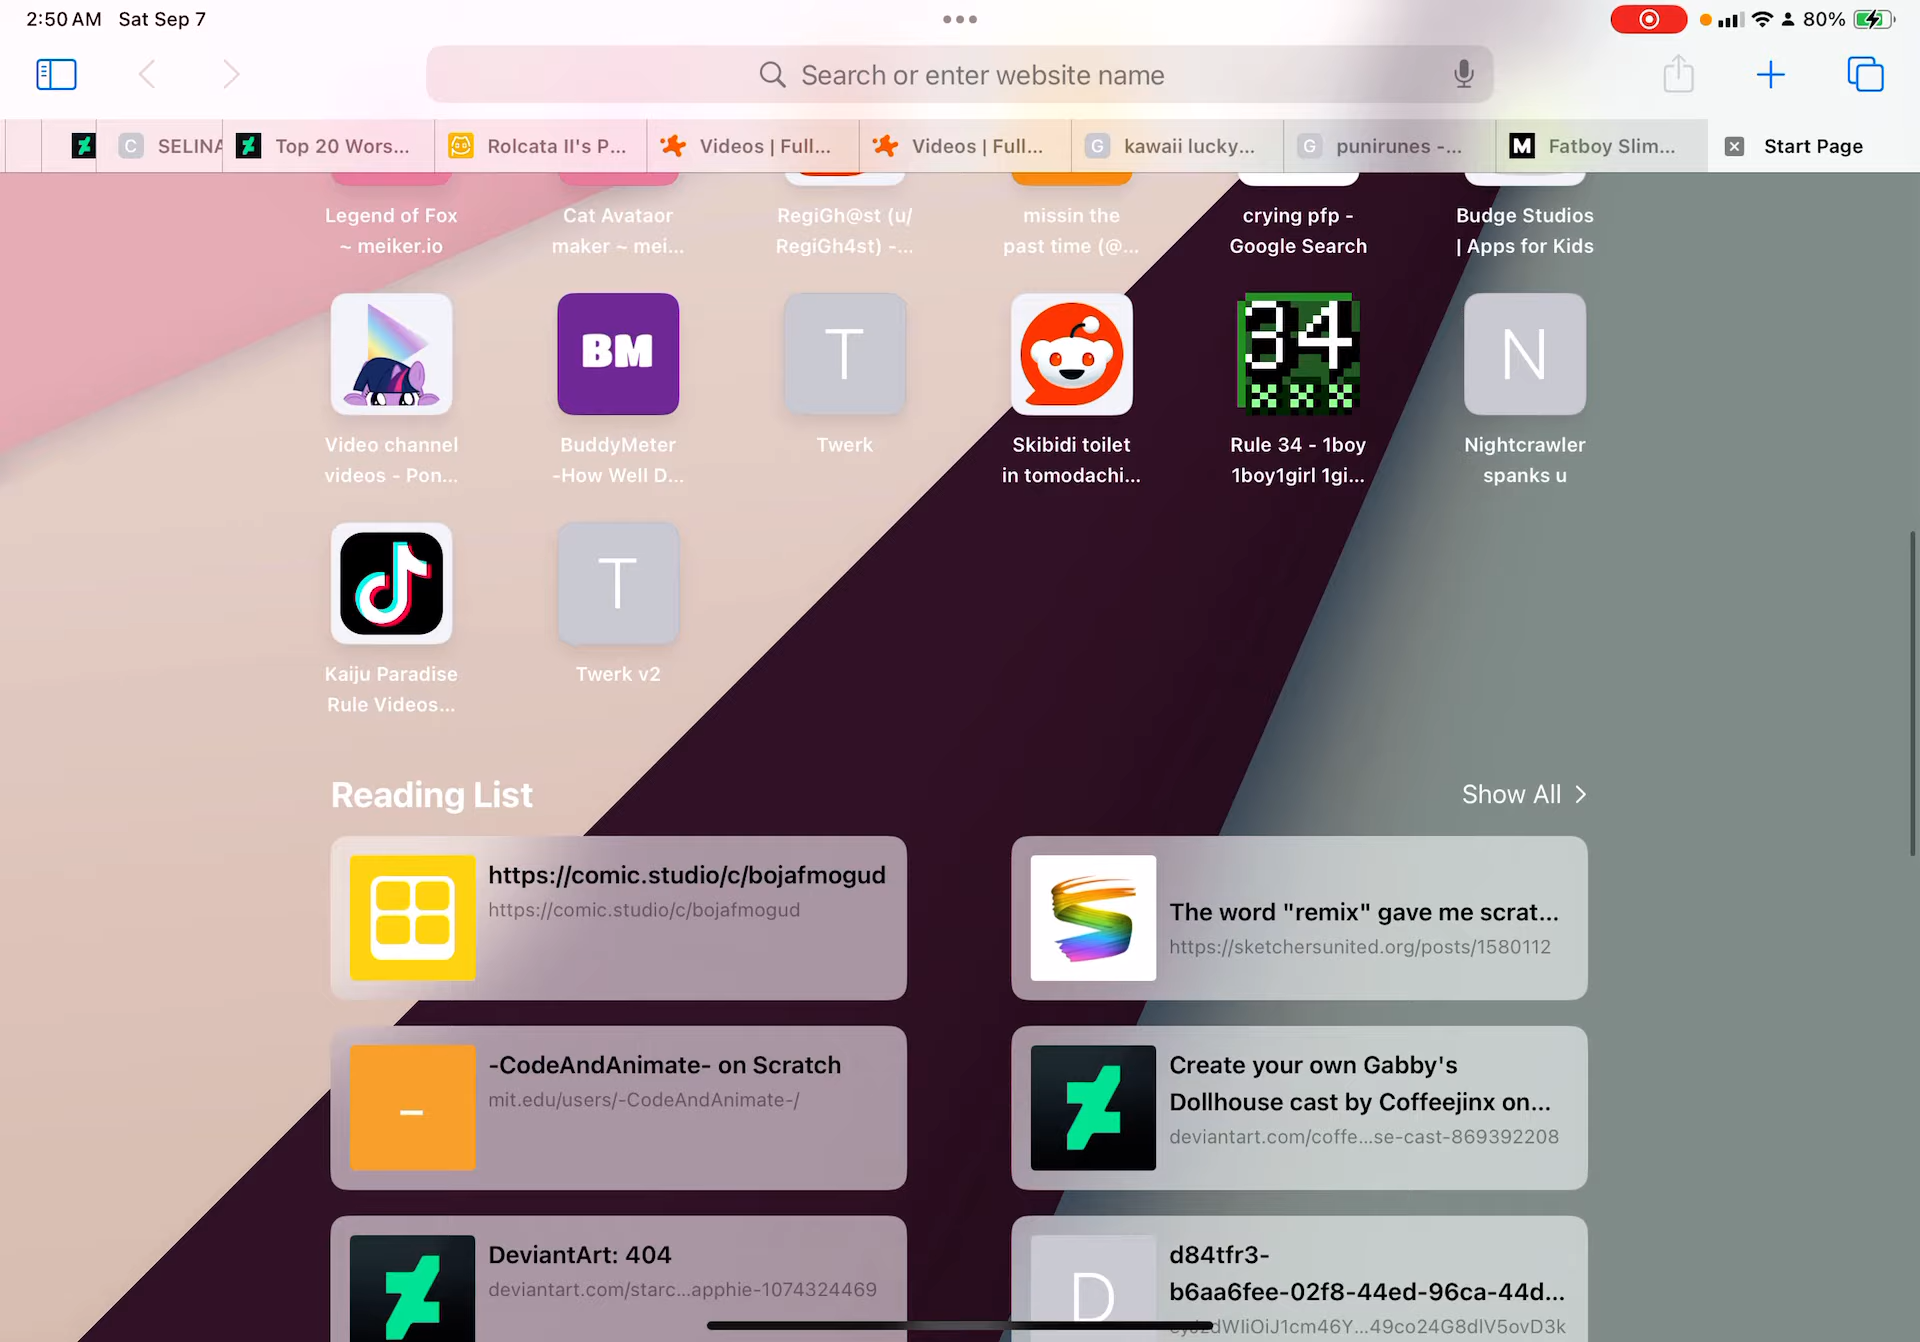 2:50 AM Sat Sep 7
80%
Search or enter website name
C SELINA
Top 20 Wors...
Rolcata II's P...
Videos | Full...
Videos | Full...
G kawaii lucky...
G punirunes -...
M Fatboy Slim...
Start Page
Legend of Fox
~ meiker.io
Cat Avataor
maker ~ mei...
RegiGh@st (u/
RegiGh4st) -...
missin the
past time (@...
crying pfp -
Google Search
Budge Studios
| Apps for Kids
Video channel
videos - Pon...
BM
BuddyMeter
-How Well D...
T
Twerk
Skibidi toilet
in tomodachi...
34
XXX
Rule 34 - 1boy
1boy1girl 1gi...
N
Nightcrawler
spanks u
Kaiju Paradise
Rule Videos...
T
Twerk v2
Reading List
Show All >
https://comic.studio/c/bojafmogud
https://comic.studio/c/bojafmogud
The word "remix" gave me scrat...
https://sketchersunited.org/posts/1580112
-CodeAndAnimate- on Scratch
mit.edu/users/-CodeAndAnimate-/
Create your own Gabby's
Dollhouse cast by Coffeejinx on...
deviantart.com/coffe...se-cast-869392208
DeviantArt: 404
deviantart.com/starc...apphie-1074324469
D
d84tfr3-
b6aa6fee-02f8-44ed-96ca-44d...